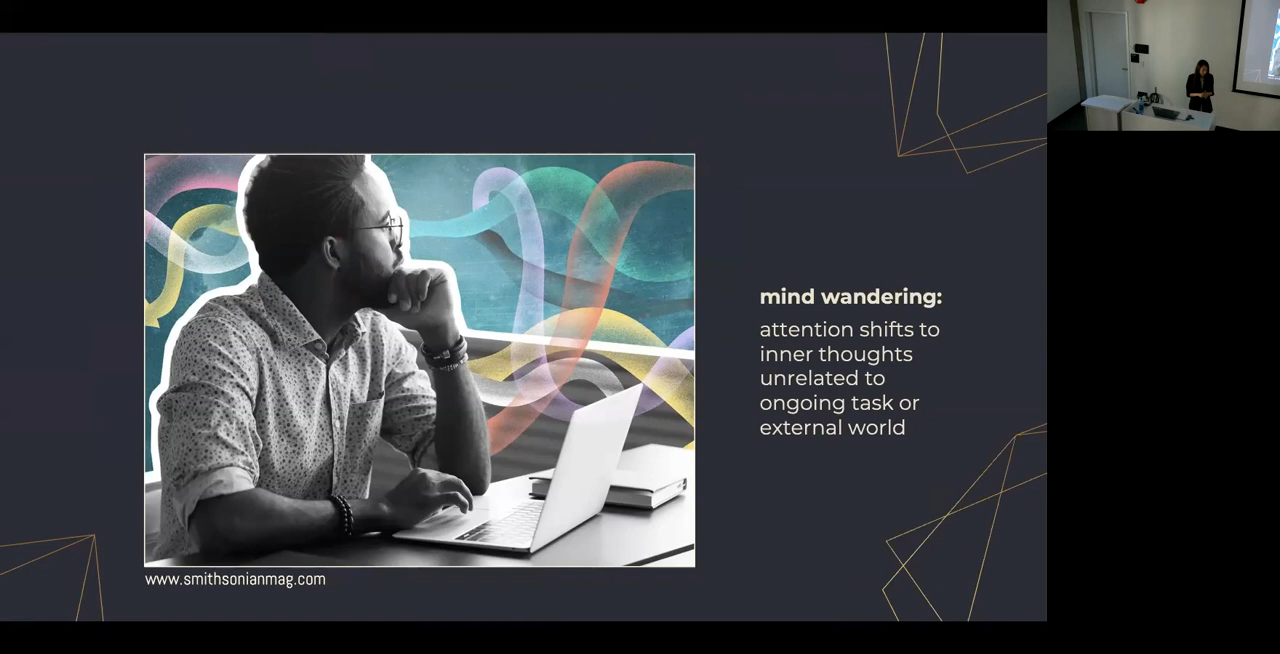 mind wandering:
attention shifts to
inner thoughts
unrelated to
ongoing task or
external world
www.smithsonianmag.com